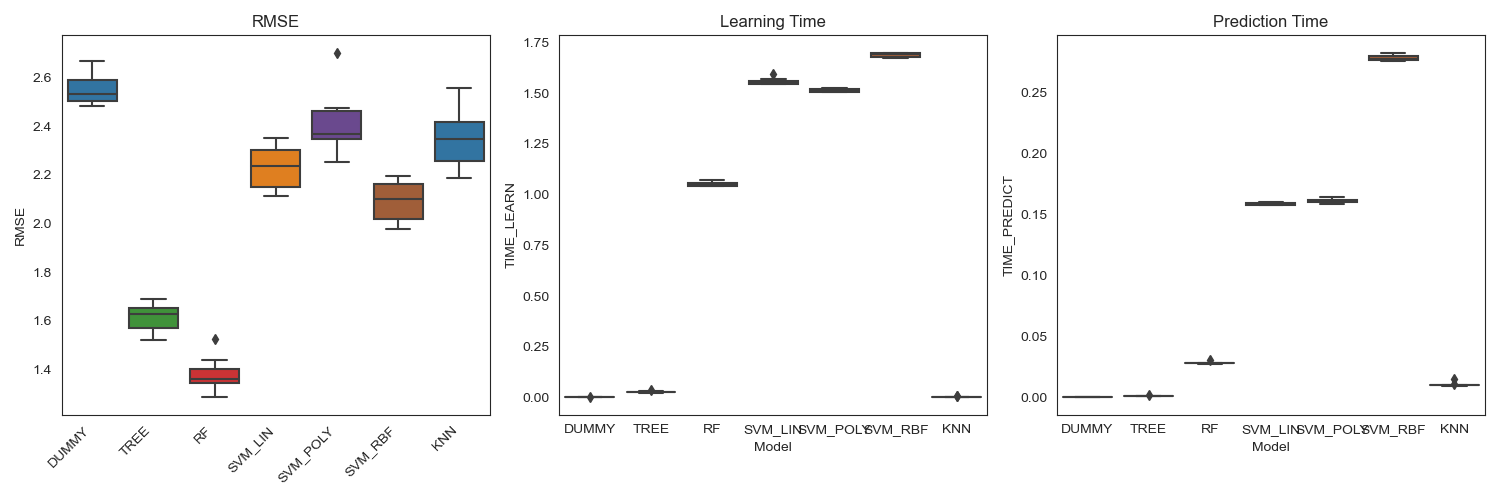 RMSE
RMSE
2.6
2.4
2.2
2.0
1.8
1.6
1.4
DUMMY
TREE
RF
SVM_LIN
SVM_POLY
SVM_RBF
KNN
Learning Time
TIME_LEARN
1.75
1.50
1.25
1.00
0.75
0.50
0.25
0.00
DUMMY TREE RF SVM_LIN SVM_POLY SVM_RBF KNN
Model
Prediction Time
TIME_PREDICT
0.25
0.20
0.15
0.10
0.05
0.00
DUMMY TREE RF SVM_LIN SVM_POLY SVM_RBF KNN
Model